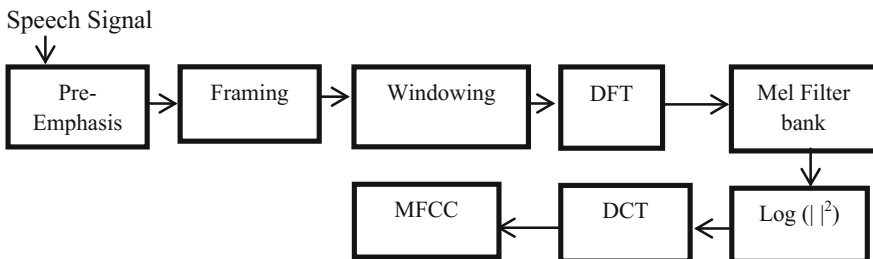 Speech Signal
Pre-
Emphasis
Framing
Windowing
DFT
Mel Filter
bank
Log (| |²)
DCT
MFCC